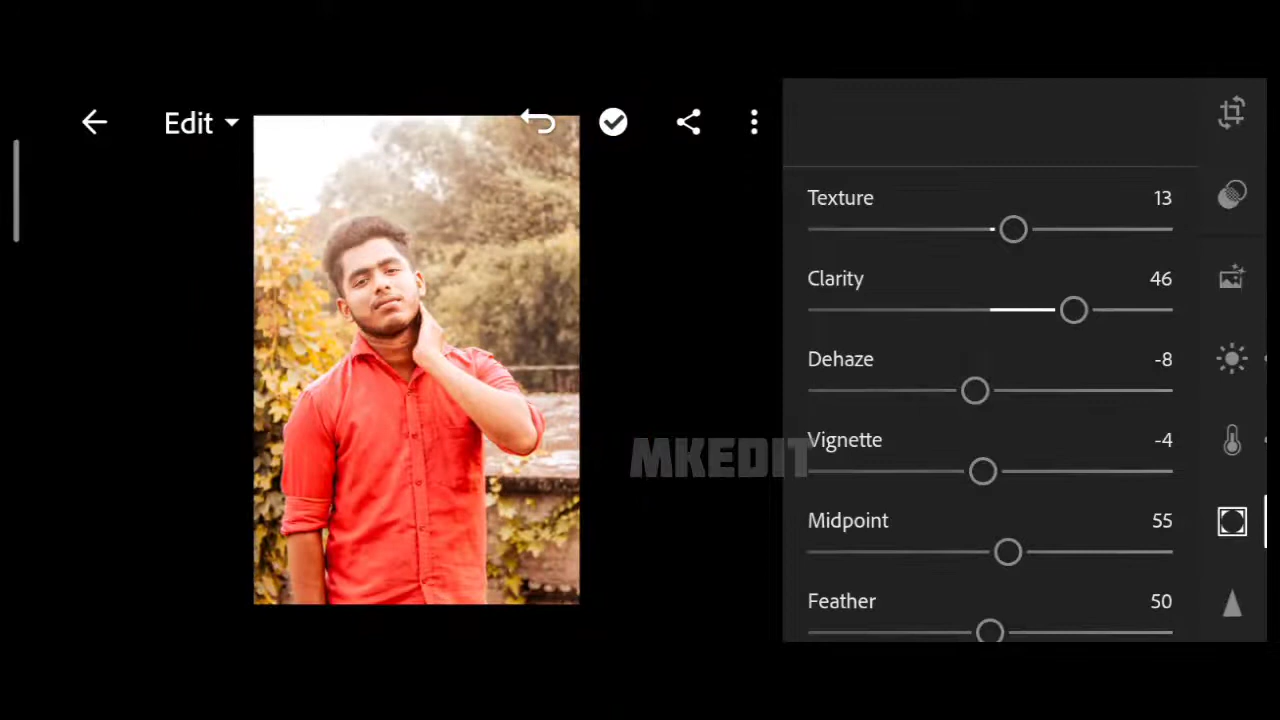 Edit
Texture 13
Clarity 46
Dehaze -8
Vignette -4
MKEDIT
Midpoint 55
Feather 50